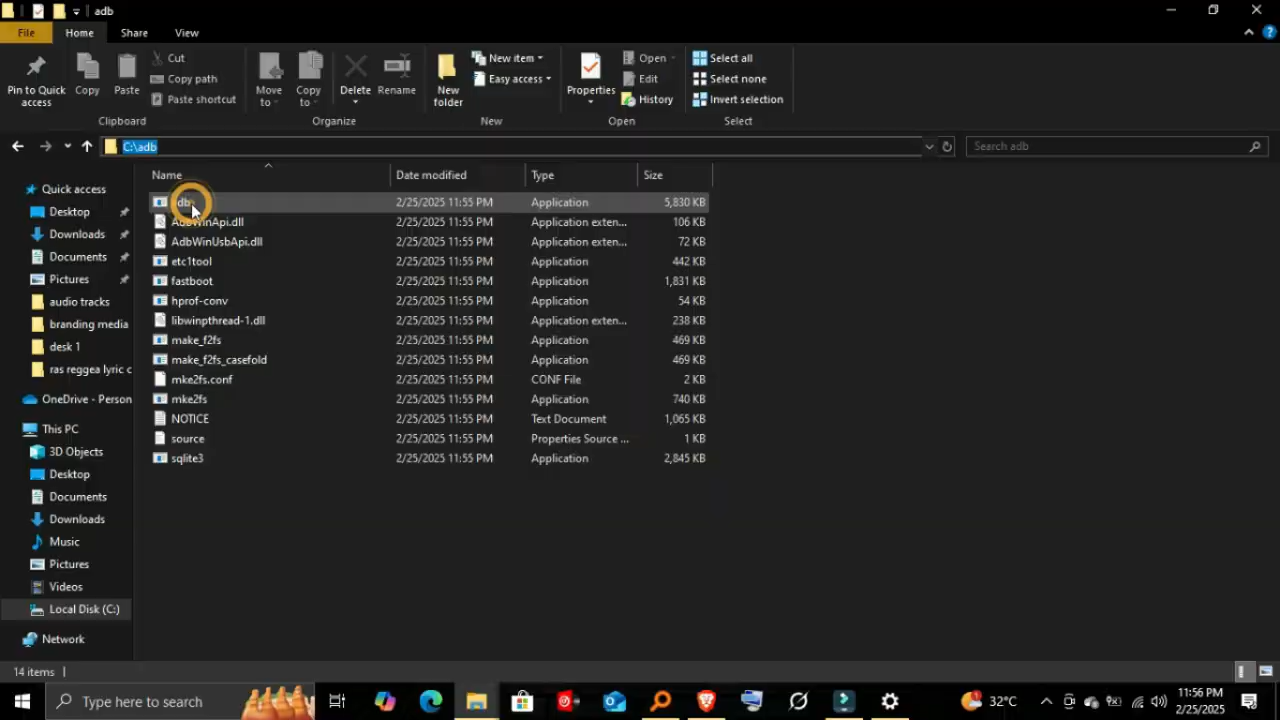 adb
File Home Share View
Pin to Quick access
Copy
Paste
Cut
Copy path
Paste shortcut
Clipboard
Move to
Copy to
Delete
Rename
Organize
New folder
New item
Easy access
New
Properties
Open
Edit
History
Open
Select all
Select none
Invert selection
Select
C:\adb
Search adb
Quick access
Desktop
Downloads
Documents
Pictures
audio tracks
branding media
desk 1
ras reggea lyric c
OneDrive - Person
This PC
3D Objects
Desktop
Documents
Downloads
Music
Pictures
Videos
Local Disk (C:)
Network
Name Date modified Type Size
adb 2/25/2025 11:55 PM Application 5,830 KB
AdbWinApi.dll 2/25/2025 11:55 PM Application exten... 106 KB
AdbWinUsbApi.dll 2/25/2025 11:55 PM Application exten... 72 KB
etc1tool 2/25/2025 11:55 PM Application 442 KB
fastboot 2/25/2025 11:55 PM Application 1,831 KB
hprof-conv 2/25/2025 11:55 PM Application 54 KB
libwinpthread-1.dll 2/25/2025 11:55 PM Application exten... 238 KB
make_f2fs 2/25/2025 11:55 PM Application 469 KB
make_f2fs_casefold 2/25/2025 11:55 PM Application 469 KB
mke2fs.conf 2/25/2025 11:55 PM CONF File 2 KB
mke2fs 2/25/2025 11:55 PM Application 740 KB
NOTICE 2/25/2025 11:55 PM Text Document 1,065 KB
source 2/25/2025 11:55 PM Properties Source ... 1 KB
sqlite3 2/25/2025 11:55 PM Application 2,845 KB
14 items
Type here to search
32°C
11:56 PM
2/25/2025